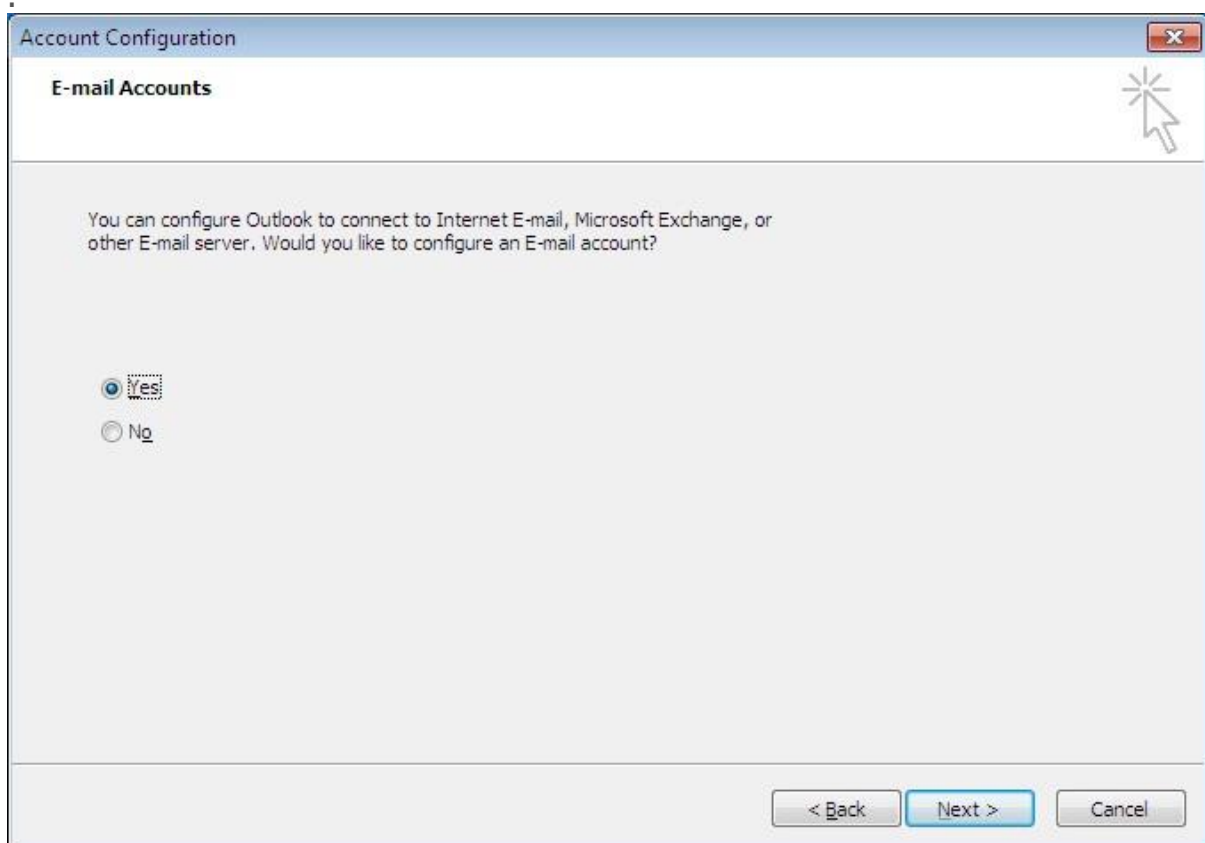 .
Account Configuration
E-mail Accounts
You can configure Outlook to connect to Internet E-mail, Microsoft Exchange, or
other E-mail server. Would you like to configure an E-mail account?
Yes
No
< Back Next > Cancel